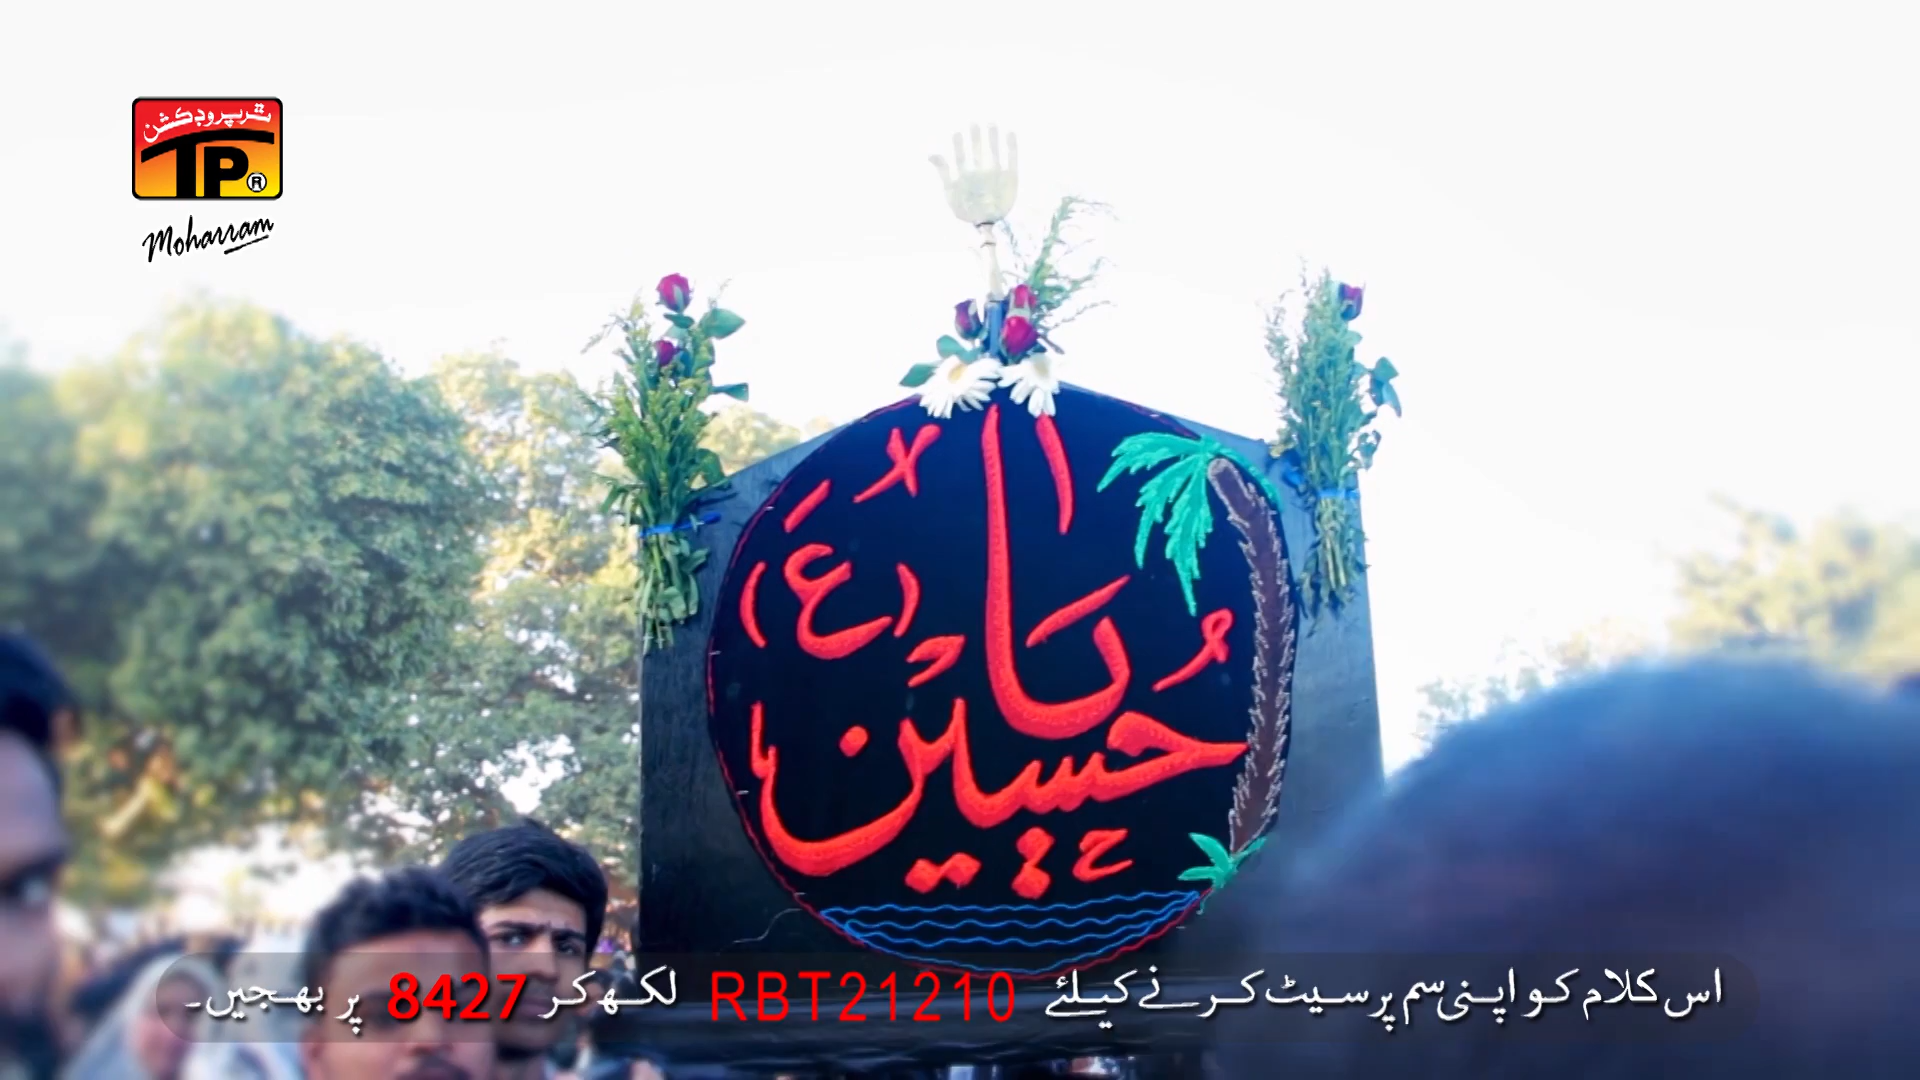 تھرپروڊڪشن
TP®
Moharram
یا حسین (ع)
اس کلام کو اپنی سم پر سیٹ کرنے کیلئے RBT21210 لکھ کر 8427 پر بھجیں۔